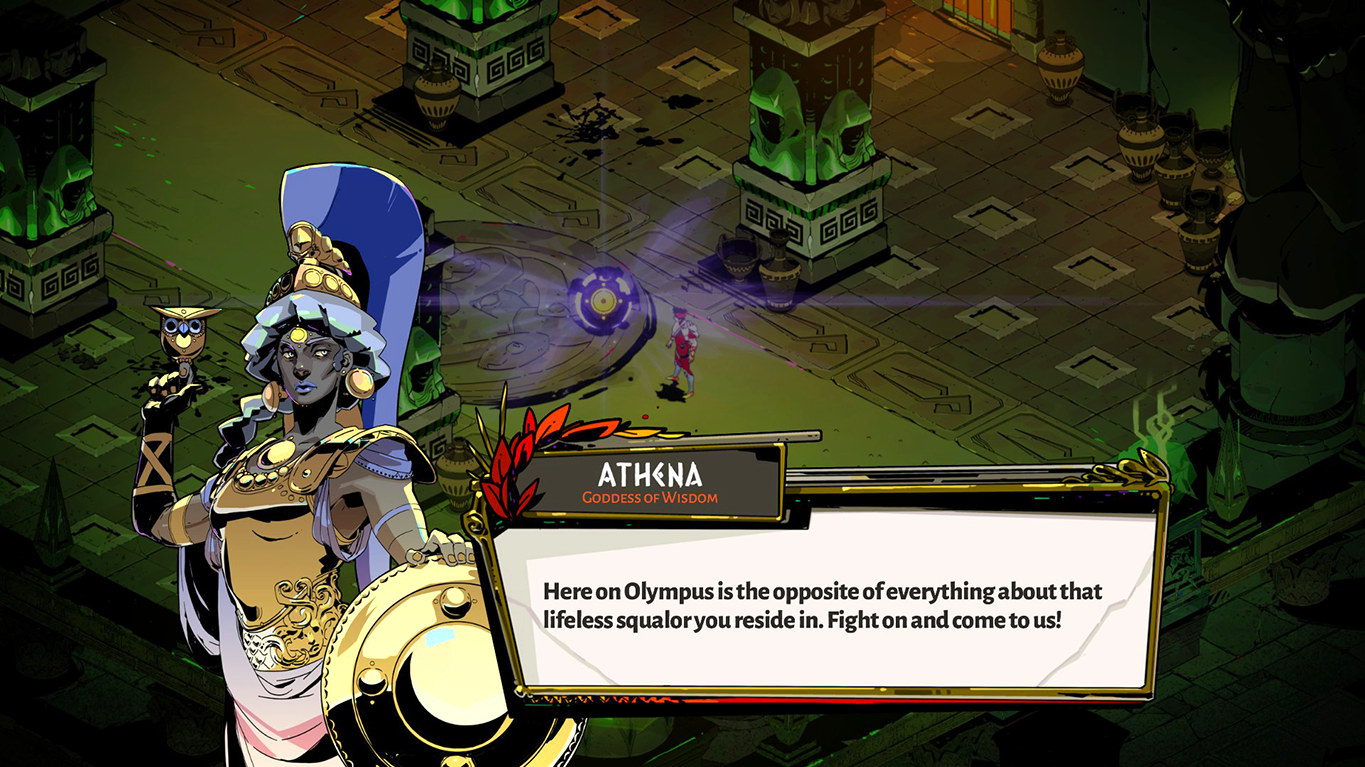 ATHENA
GODDESS OF WISDOM
Here on Olympus is the opposite of everything about that
lifeless squalor you reside in. Fight on and come to us!